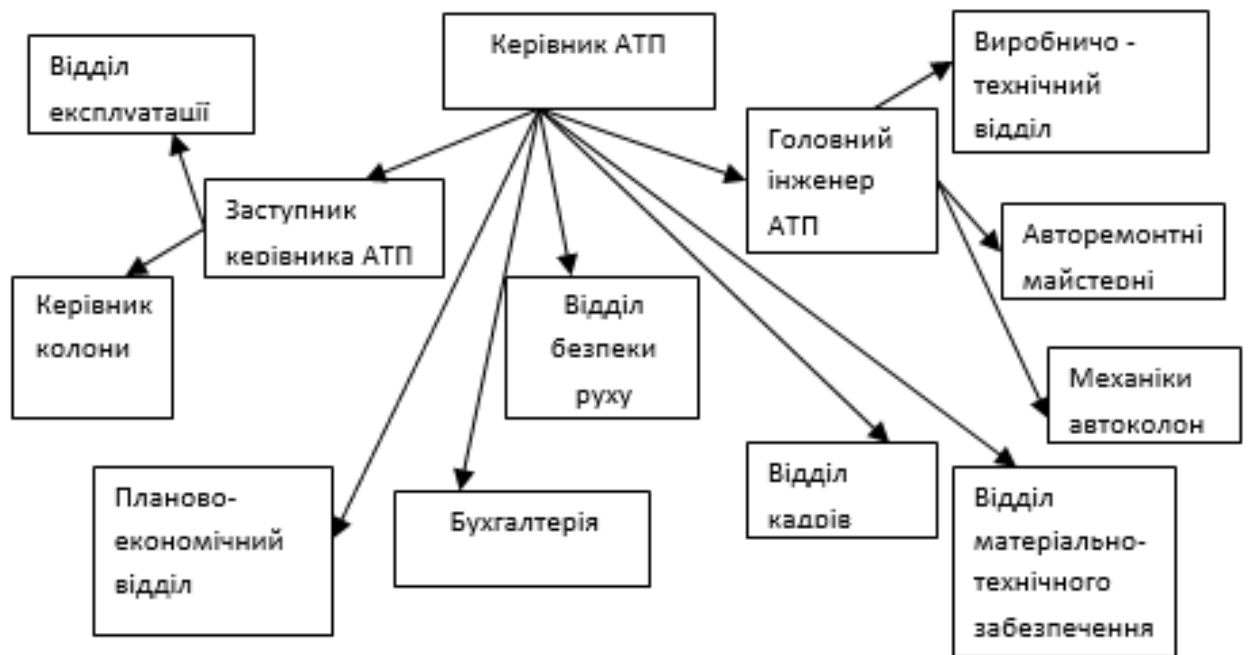 Керівник АТП
Відділ
експлуатації
Виробничо -
технічний
відділ
Головний
інженер
АТП
Заступник
керівника АТП
Авторемонтні
майстерні
Керівник
колони
Відділ
безпеки
руху
Механіки
автоколон
Планово-
економічний
відділ
Бухгалтерія
Відділ
кадрів
Відділ
матеріально-
технічного
забезпечення